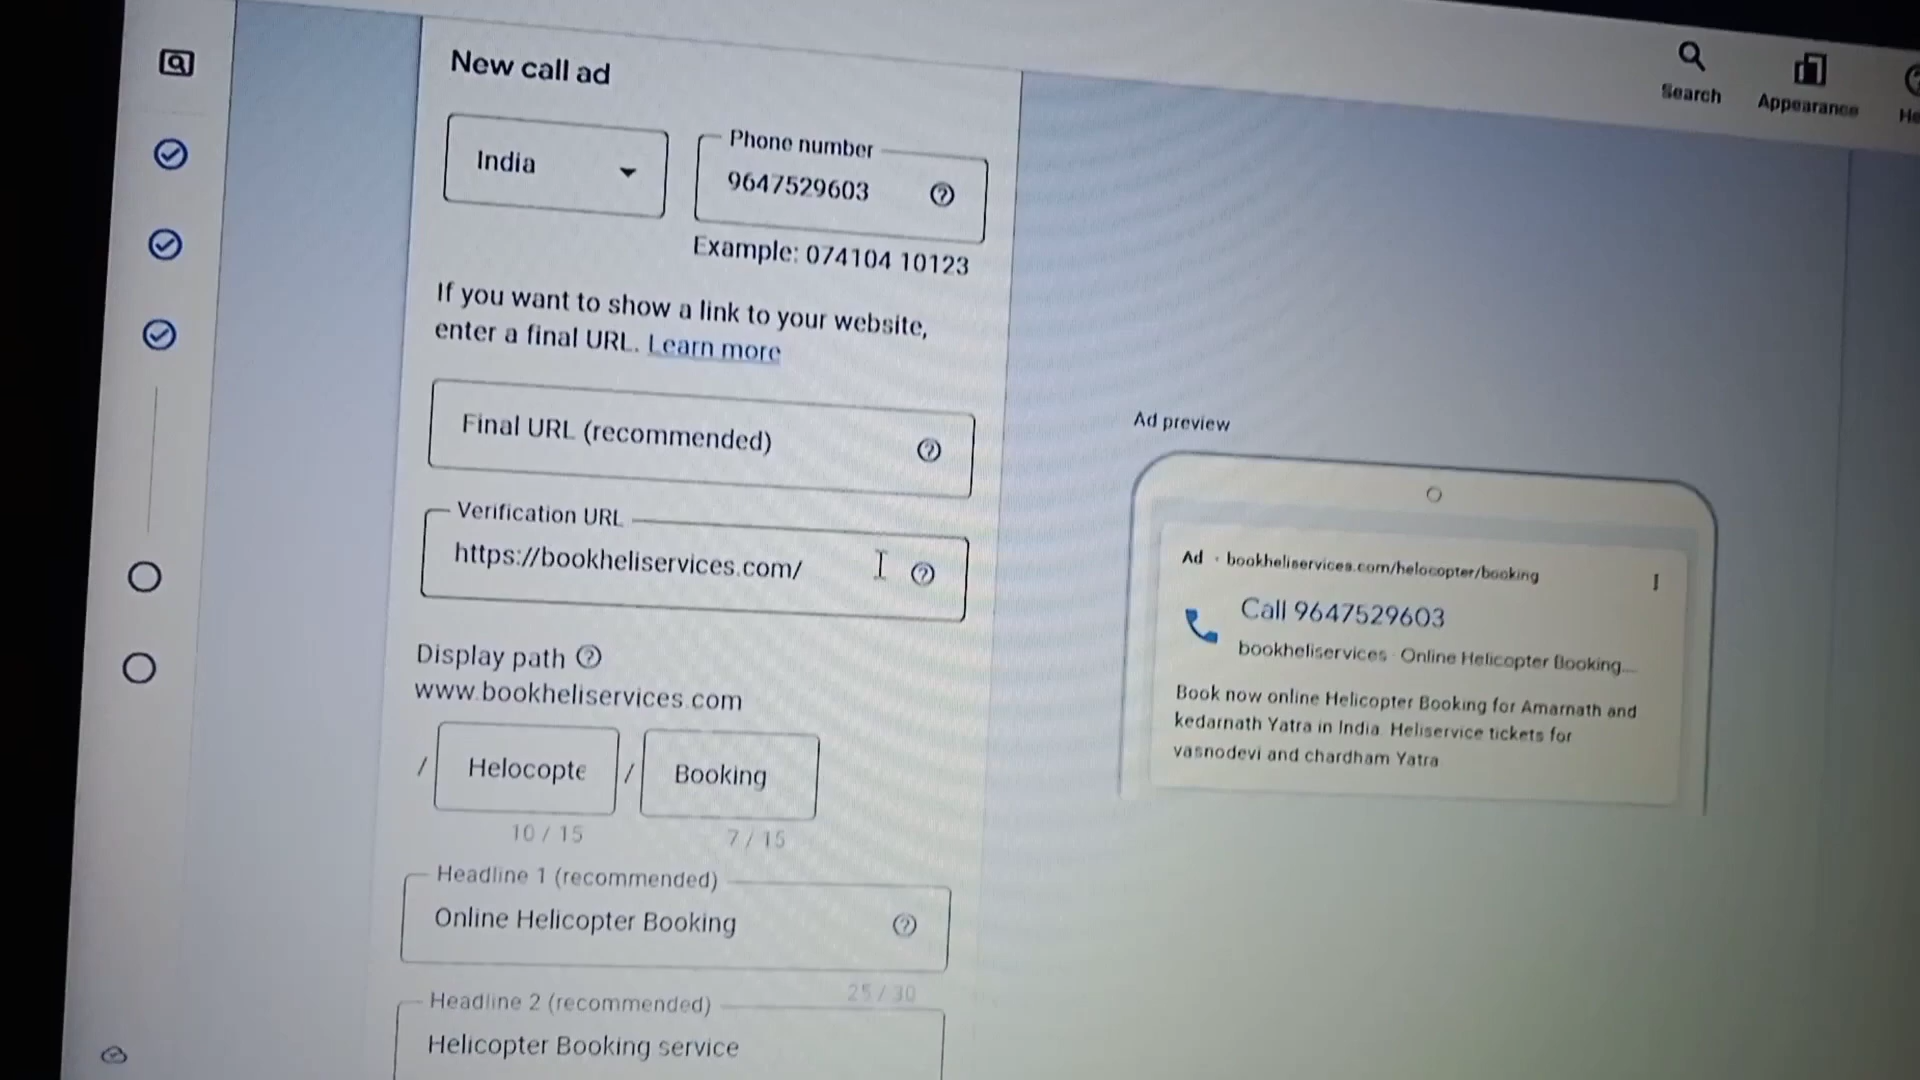 New call ad
Search
Appearance
India
Phone number
9647529603
Example: 074104 10123
If you want to show a link to your website,
enter a final URL. Learn more
Final URL (recommended)
Verification URL
https://bookheliservices.com/
Display path
www.bookheliservices.com
/ Helocopte / Booking
10 / 15
7 / 15
Headline 1 (recommended)
Online Helicopter Booking
25 / 30
Headline 2 (recommended)
Helicopter Booking service
Ad preview
Ad · bookheliservices.com/helocopter/booking
Call 9647529603
bookheliservices · Online Helicopter Booking...
Book now online Helicopter Booking for Amarnath and
kedarnath Yatra in India. Heliservice tickets for
vasnodevi and chardham Yatra